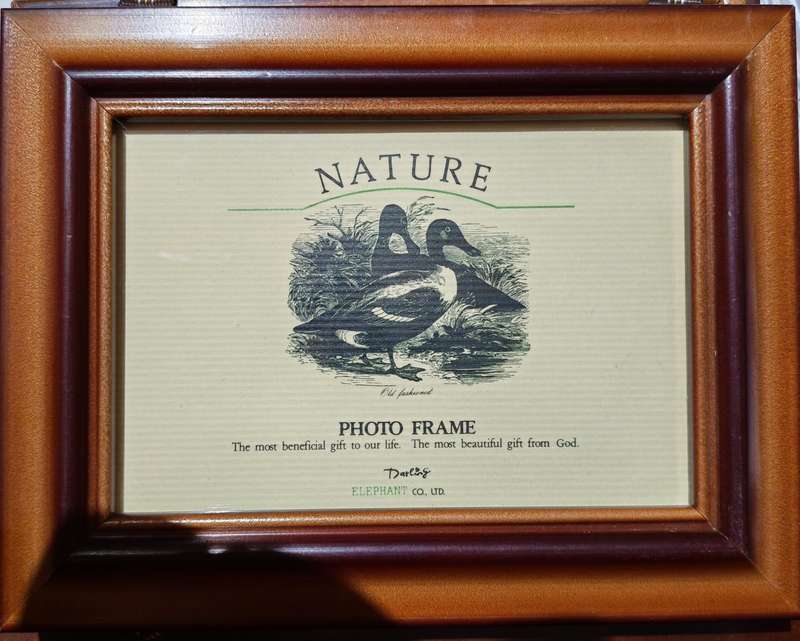 NATURE
Old fashioned
PHOTO FRAME
The most beneficial gift to our life. The most beautiful gift from God.
Darling
ELEPHANT CO., LTD.